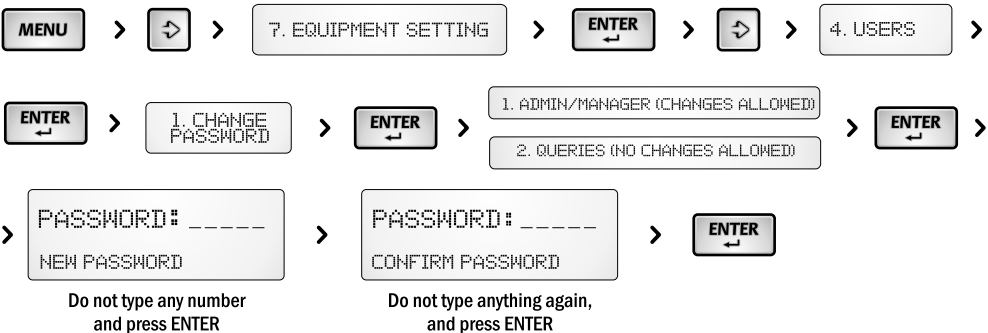 MENU
7. EQUIPMENT SETTING
ENTER
4. USERS
ENTER
1. CHANGE
PASSWORD
ENTER
1. ADMIN/MANAGER (CHANGES ALLOWED)
2. QUERIES (NO CHANGES ALLOWED)
ENTER
PASSWORD: _ _ _ _ _
NEW PASSWORD
PASSWORD: _ _ _ _ _
CONFIRM PASSWORD
ENTER
Do not type any number
and press ENTER
Do not type anything again,
and press ENTER